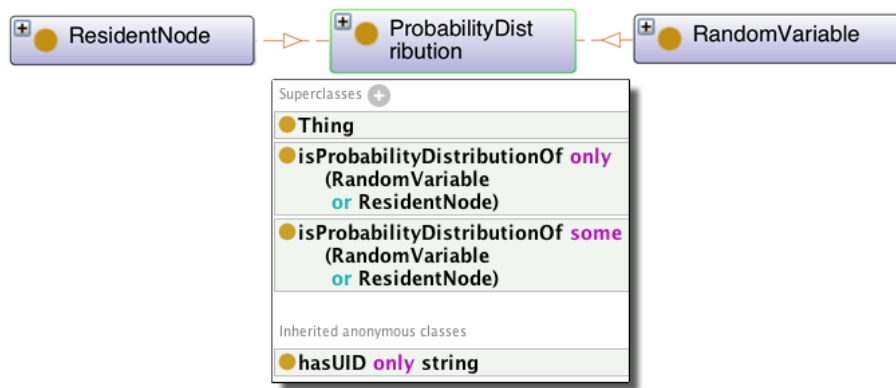 ResidentNode
ProbabilityDist
ribution
RandomVariable
Superclasses
Thing
isProbabilityDistributionOf only
(RandomVariable
or ResidentNode)
isProbabilityDistributionOf some
(RandomVariable
or ResidentNode)
Inherited anonymous classes
hasUID only string